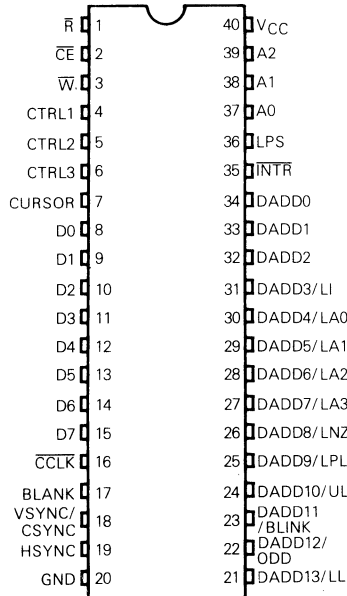 R 1 40 VCC
CE 2 39 A2
W 3 38 A1
CTRL1 4 37 A0
CTRL2 5 36 LPS
CTRL3 6 35 INTR
CURSOR 7 34 DADD0
D0 8 33 DADD1
D1 9 32 DADD2
D2 10 31 DADD3/LI
D3 11 30 DADD4/LA0
D4 12 29 DADD5/LA1
D5 13 28 DADD6/LA2
D6 14 27 DADD7/LA3
D7 15 26 DADD8/LNZ
CCLK 16 25 DADD9/LPL
BLANK 17 24 DADD10/UL
VSYNC/
CSYNC 18 23 DADD11
/BLINK
HSYNC 19 22 DADD12/
ODD
GND 20 21 DADD13/LL